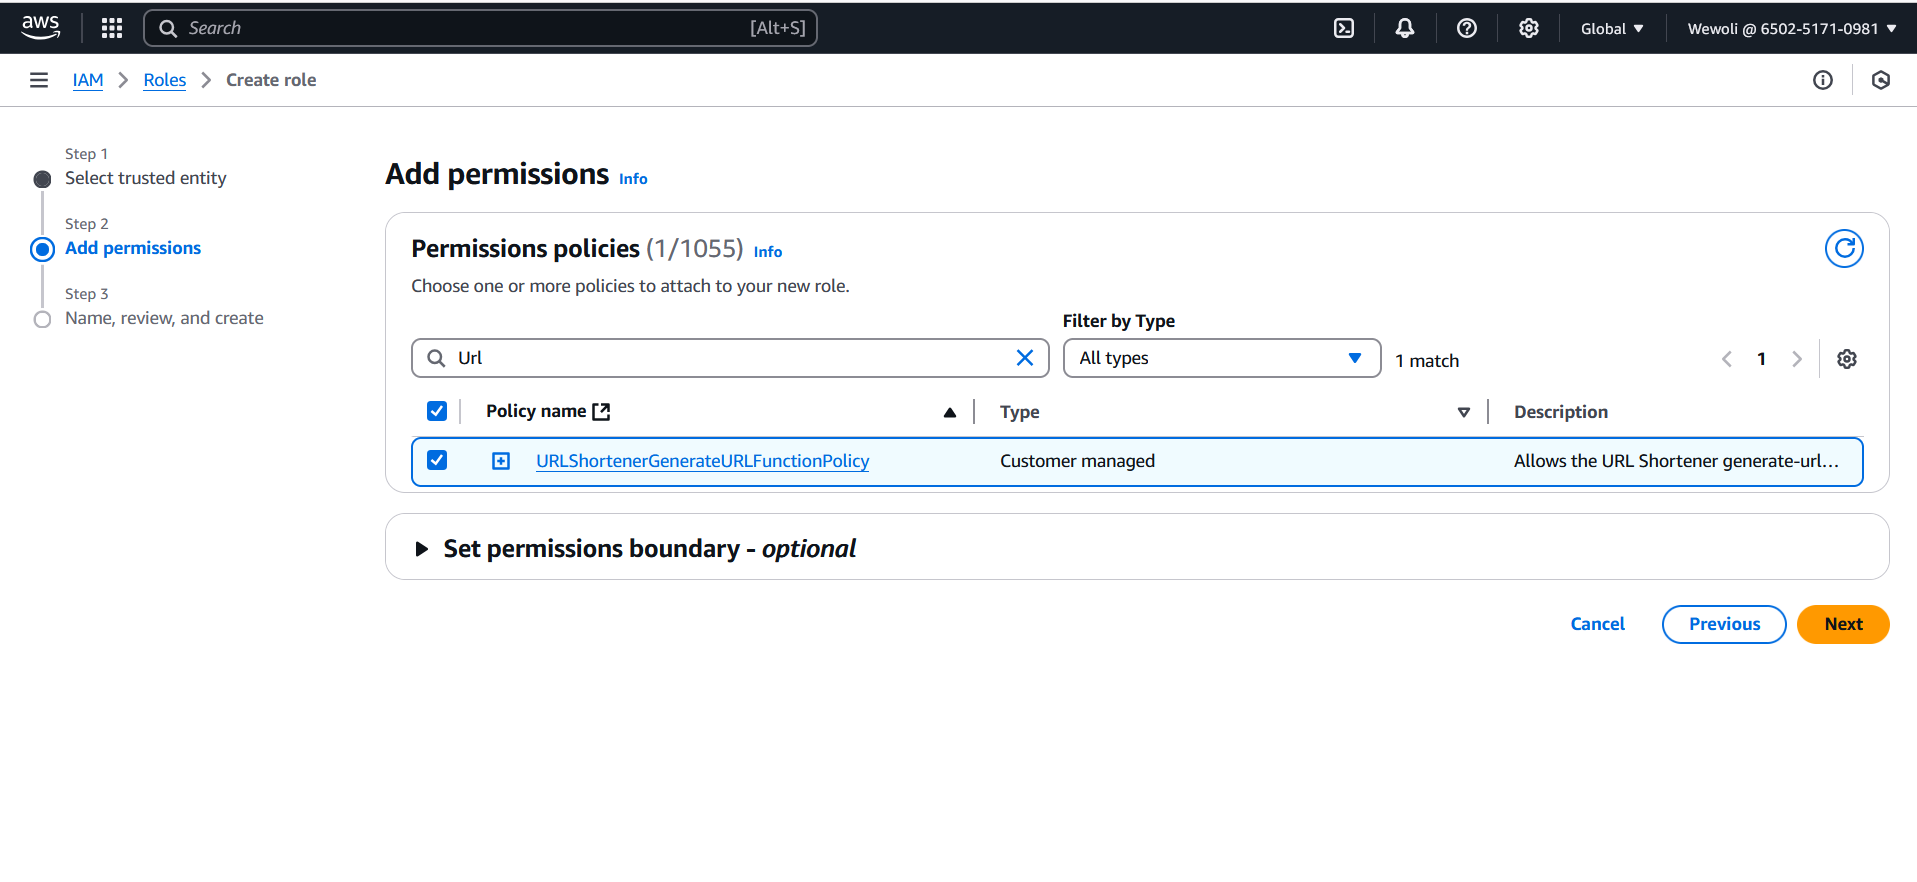 aws Search [Alt+S] Global Wewoli @ 6502-5171-0981
IAM Roles Create role
Step 1
Select trusted entity
Step 2
Add permissions
Step 3
Name, review, and create
Add permissions Info
Permissions policies (1/1055) Info
Choose one or more policies to attach to your new role.
Filter by Type
Url All types 1 match 1
Policy name Type Description
URLShortenerGenerateURLFunctionPolicy Customer managed Allows the URL Shortener generate-url…
Set permissions boundary - optional
Cancel Previous Next